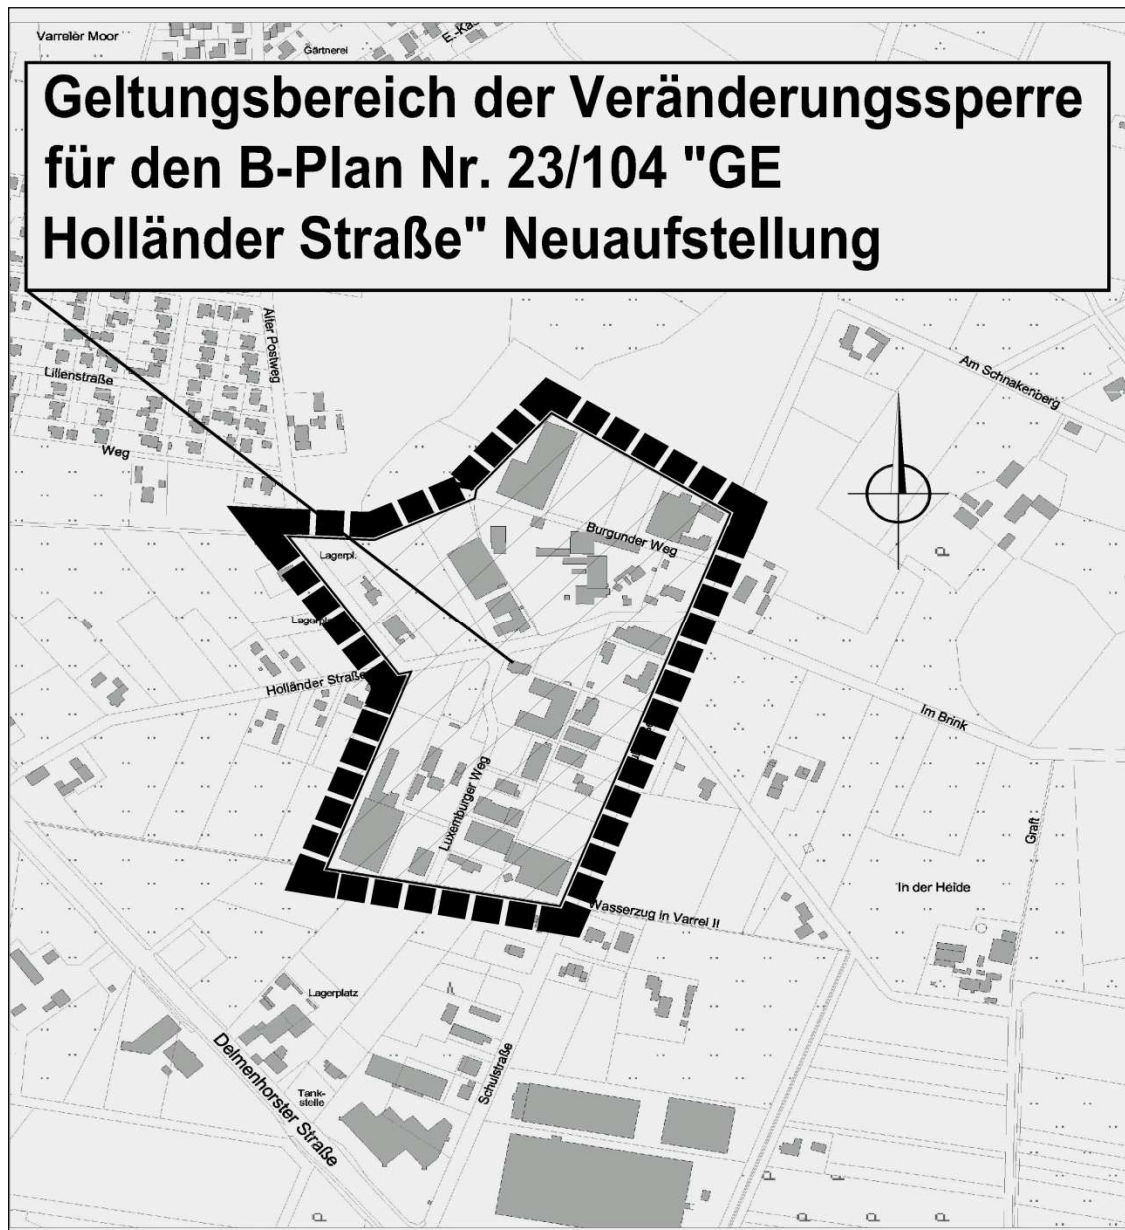 Varreler Moor
Gärtnerei
Geltungsbereich der Veränderungssperre
für den B-Plan Nr. 23/104 "GE
Holländer Straße" Neuaufstellung
Alter Postweg
Lilienstraße
Am Schnakenberg
Weg
Burgunder Weg
Lagerpl.
Holländer Straße
Im Brink
Luxemburger Weg
Graft
In der Heide
Wasserzug in Varrel II
Lagerplatz
Delmenhorster Straße
Schulstraße
Tank-
stelle